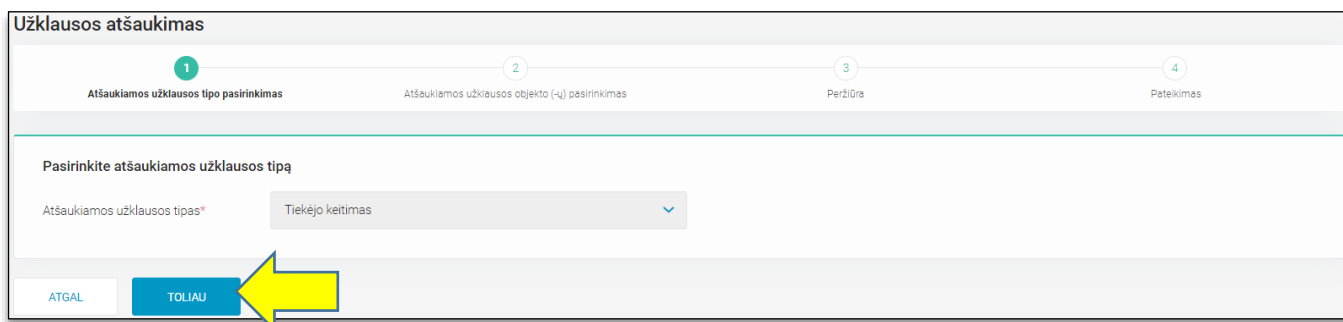 Užklausos atšaukimas
1
2
3
4
Atšaukiamos užklausos tipo pasirinkimas
Atšaukiamos užklausos objekto (-ų) pasirinkimas
Peržiūra
Pateikimas
Pasirinkite atšaukiamos užklausos tipą
Atšaukiamos užklausos tipas*
Tiekėjo keitimas
ATGAL
TOLIAU